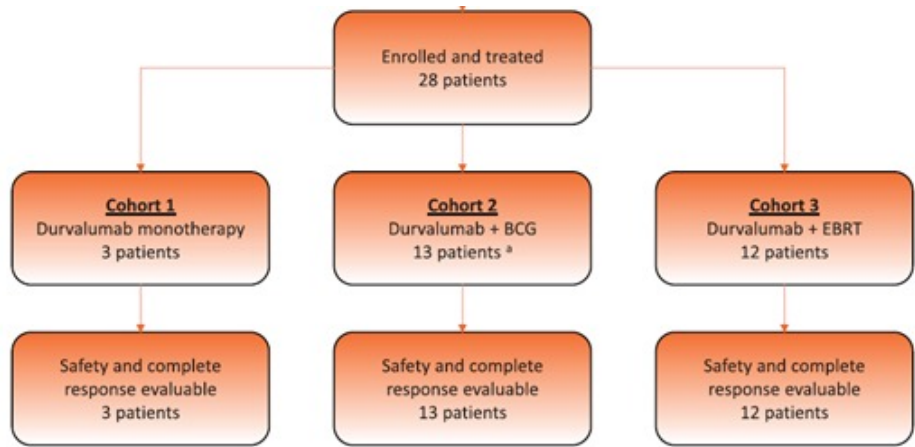 Enrolled and treated
28 patients
Cohort 1
Durvalumab monotherapy
3 patients
Cohort 2
Durvalumab + BCG
13 patients ᵃ
Cohort 3
Durvalumab + EBRT
12 patients
Safety and complete
response evaluable
3 patients
Safety and complete
response evaluable
13 patients
Safety and complete
response evaluable
12 patients